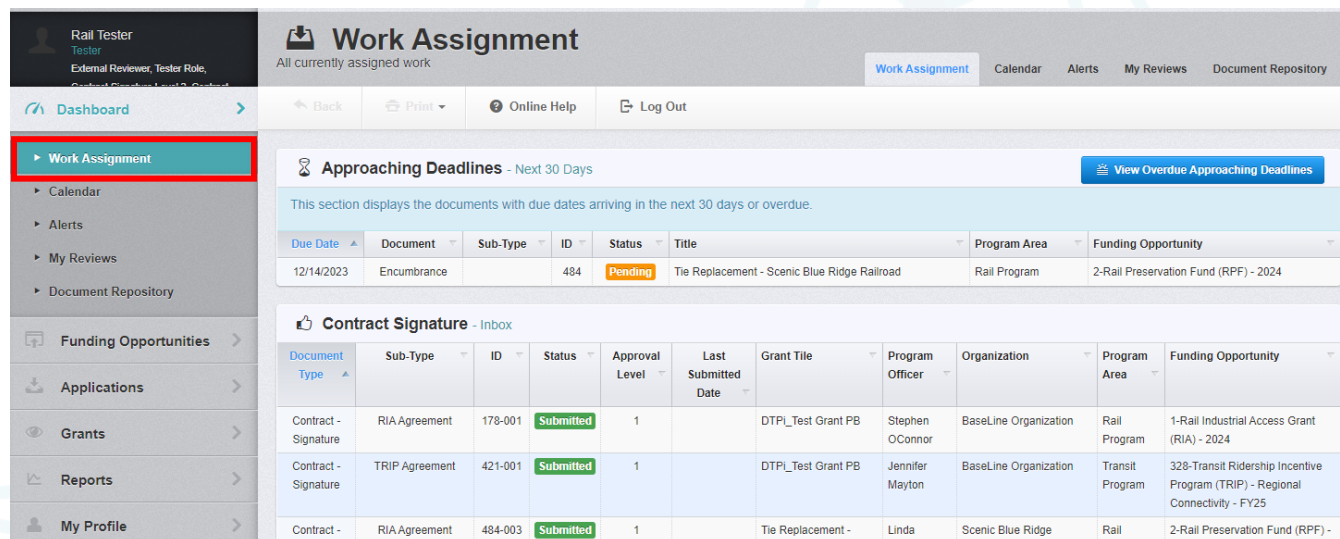 Rail Tester
Tester
External Reviewer, Tester Role,
Work Assignment
All currently assigned work
Work Assignment Calendar Alerts My Reviews Document Repository
Dashboard
Back Print Online Help Log Out
Work Assignment
Calendar
Alerts
My Reviews
Document Repository
Funding Opportunities
Applications
Grants
Reports
My Profile
Approaching Deadlines - Next 30 Days
View Overdue Approaching Deadlines
This section displays the documents with due dates arriving in the next 30 days or overdue.
Due Date Document Sub-Type ID Status Title Program Area Funding Opportunity
12/14/2023 Encumbrance 484 Pending Tie Replacement - Scenic Blue Ridge Railroad Rail Program 2-Rail Preservation Fund (RPF) - 2024
Contract Signature - Inbox
Document Sub-Type ID Status Approval Last Grant Tile Program Organization Program Funding Opportunity
Type Level Submitted Officer Area
Date
Contract - RIA Agreement 178-001 Submitted 1 DTPi_Test Grant PB Stephen BaseLine Organization Rail 1-Rail Industrial Access Grant
Signature OConnor Program (RIA) - 2024
Contract - TRIP Agreement 421-001 Submitted 1 DTPi_Test Grant PB Jennifer BaseLine Organization Transit 328-Transit Ridership Incentive
Signature Mayton Program Program (TRIP) - Regional
Connectivity - FY25
Contract - RIA Agreement 484-003 Submitted 1 Tie Replacement - Linda Scenic Blue Ridge Rail 2-Rail Preservation Fund (RPF) -